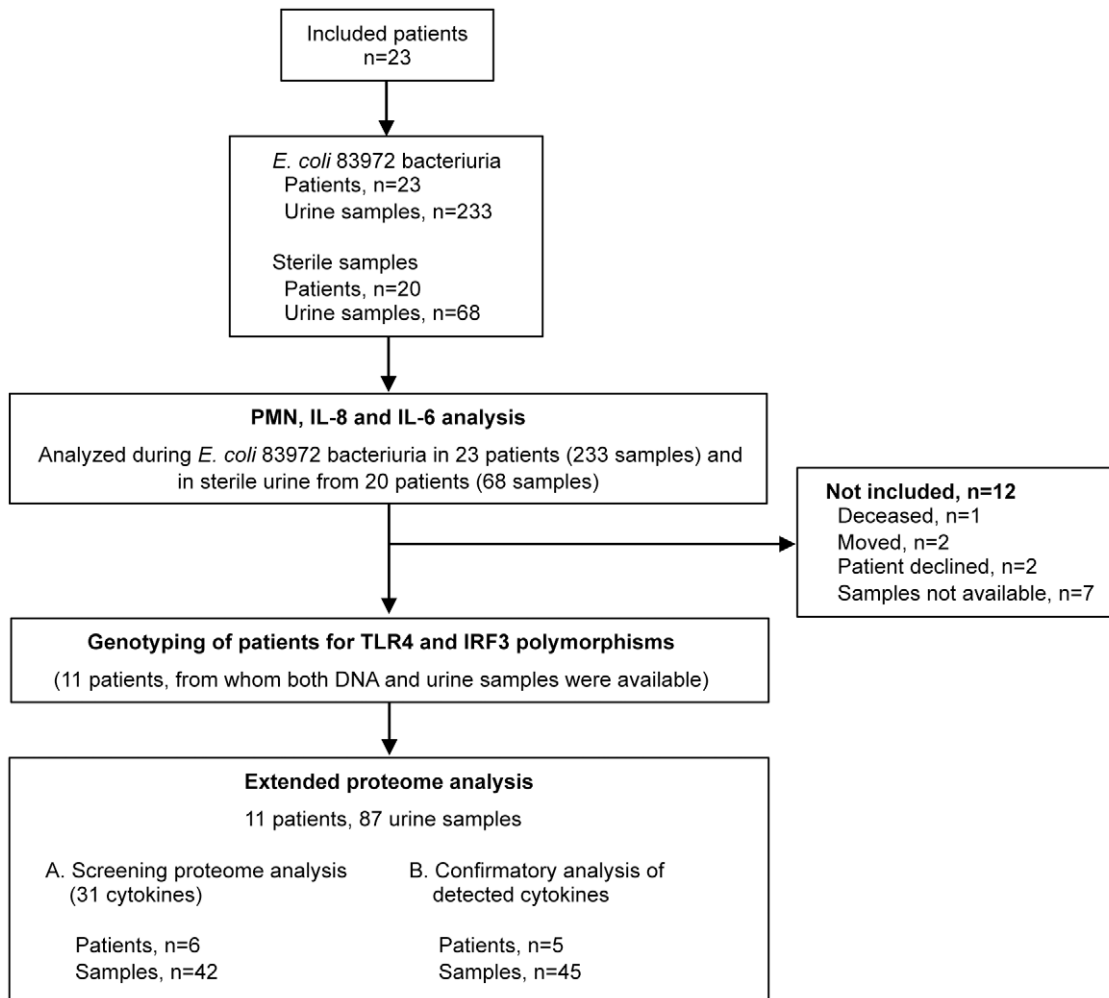 Included patients
n=23
E. coli 83972 bacteriuria
Patients, n=23
Urine samples, n=233
Sterile samples
Patients, n=20
Urine samples, n=68
PMN, IL-8 and IL-6 analysis
Analyzed during E. coli 83972 bacteriuria in 23 patients (233 samples) and
in sterile urine from 20 patients (68 samples)
Not included, n=12
Deceased, n=1
Moved, n=2
Patient declined, n=2
Samples not available, n=7
Genotyping of patients for TLR4 and IRF3 polymorphisms
(11 patients, from whom both DNA and urine samples were available)
Extended proteome analysis
11 patients, 87 urine samples
A. Screening proteome analysis
(31 cytokines)
Patients, n=6
Samples, n=42
B. Confirmatory analysis of
detected cytokines
Patients, n=5
Samples, n=45